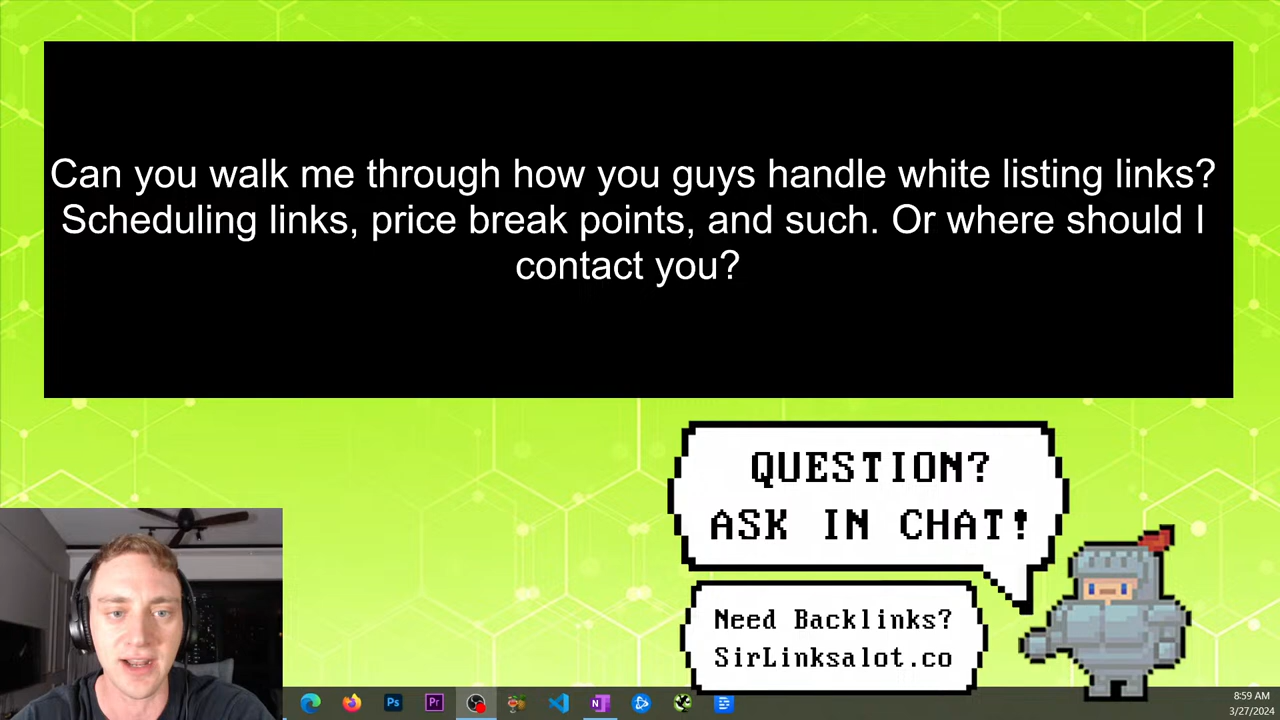 Can you walk me through how you guys handle white listing links?
Scheduling links, price break points, and such. Or where should I
contact you?
QUESTION?
ASK IN CHAT!
Need Backlinks?
SirLinksalot.co
Ps
Pr
N
8:59 AM
3/27/2024